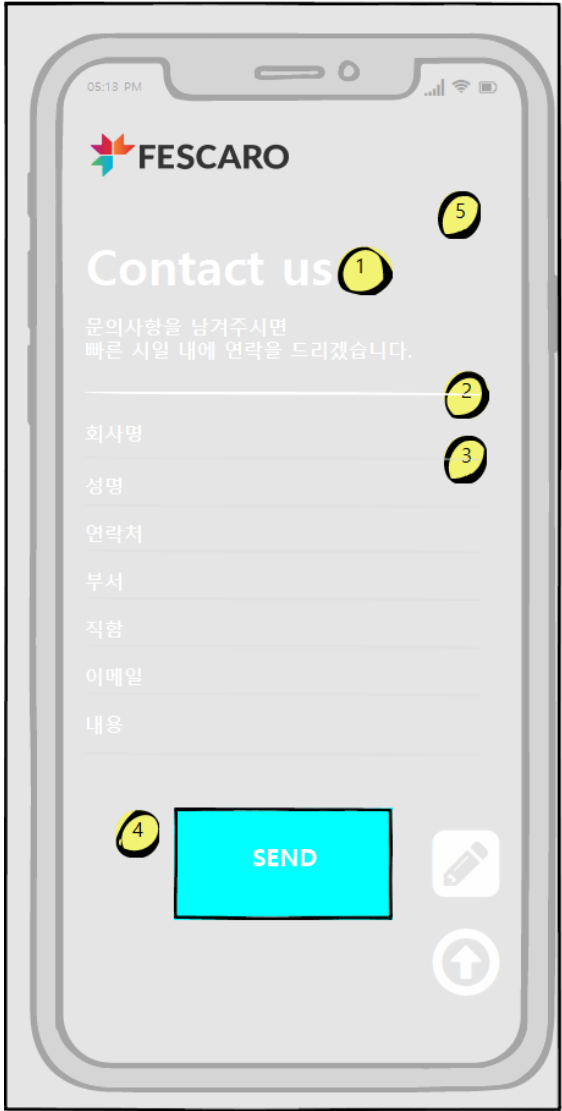 05:13 PM
FESCARO
5
Contact us
1
문의사항을 남겨주시면
빠른 시일 내에 연락을 드리겠습니다.
2
회사명
3
성명
연락처
부서
직함
이메일
내용
4
SEND